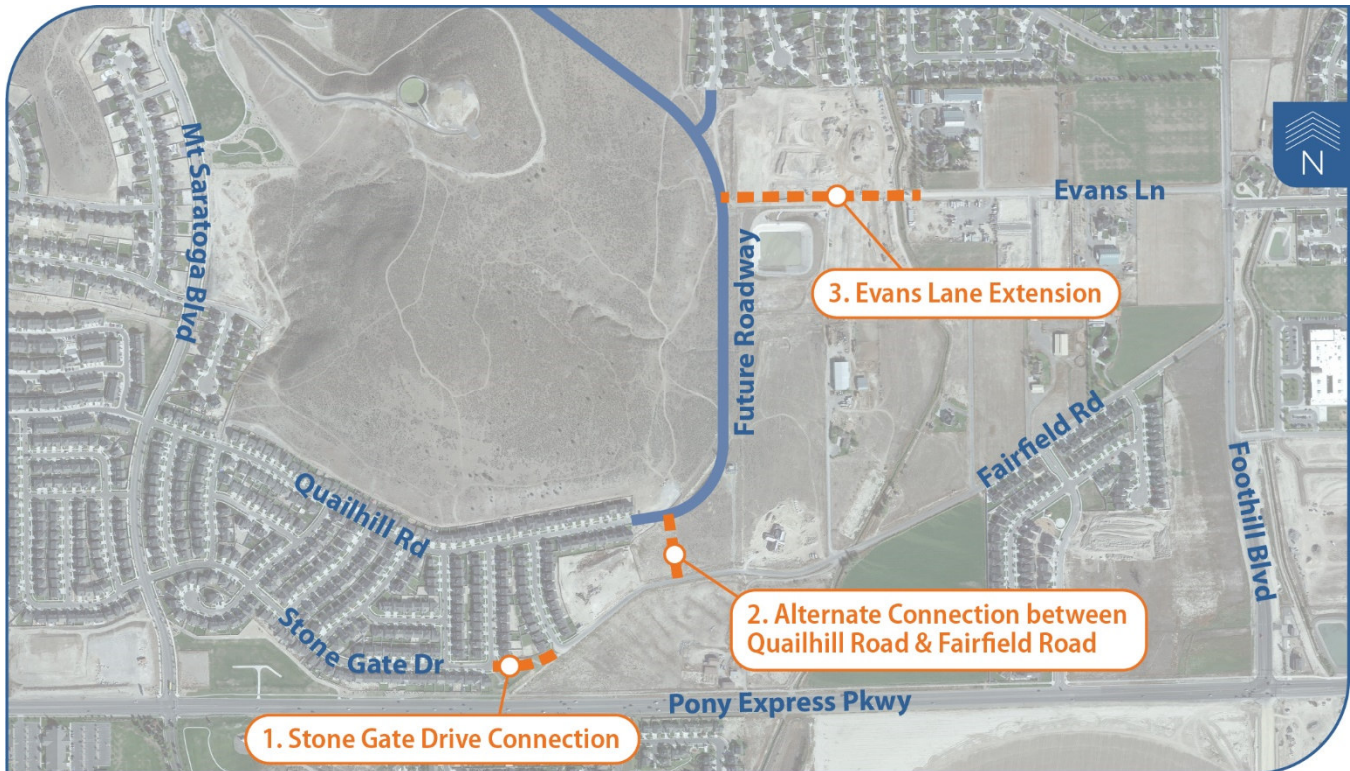 N
Mt Saratoga Blvd
Evans Ln
3. Evans Lane Extension
Future Roadway
Fairfield Rd
Foothill Blvd
Quailhill Rd
2. Alternate Connection between
Quailhill Road & Fairfield Road
Stone Gate Dr
Pony Express Pkwy
1. Stone Gate Drive Connection